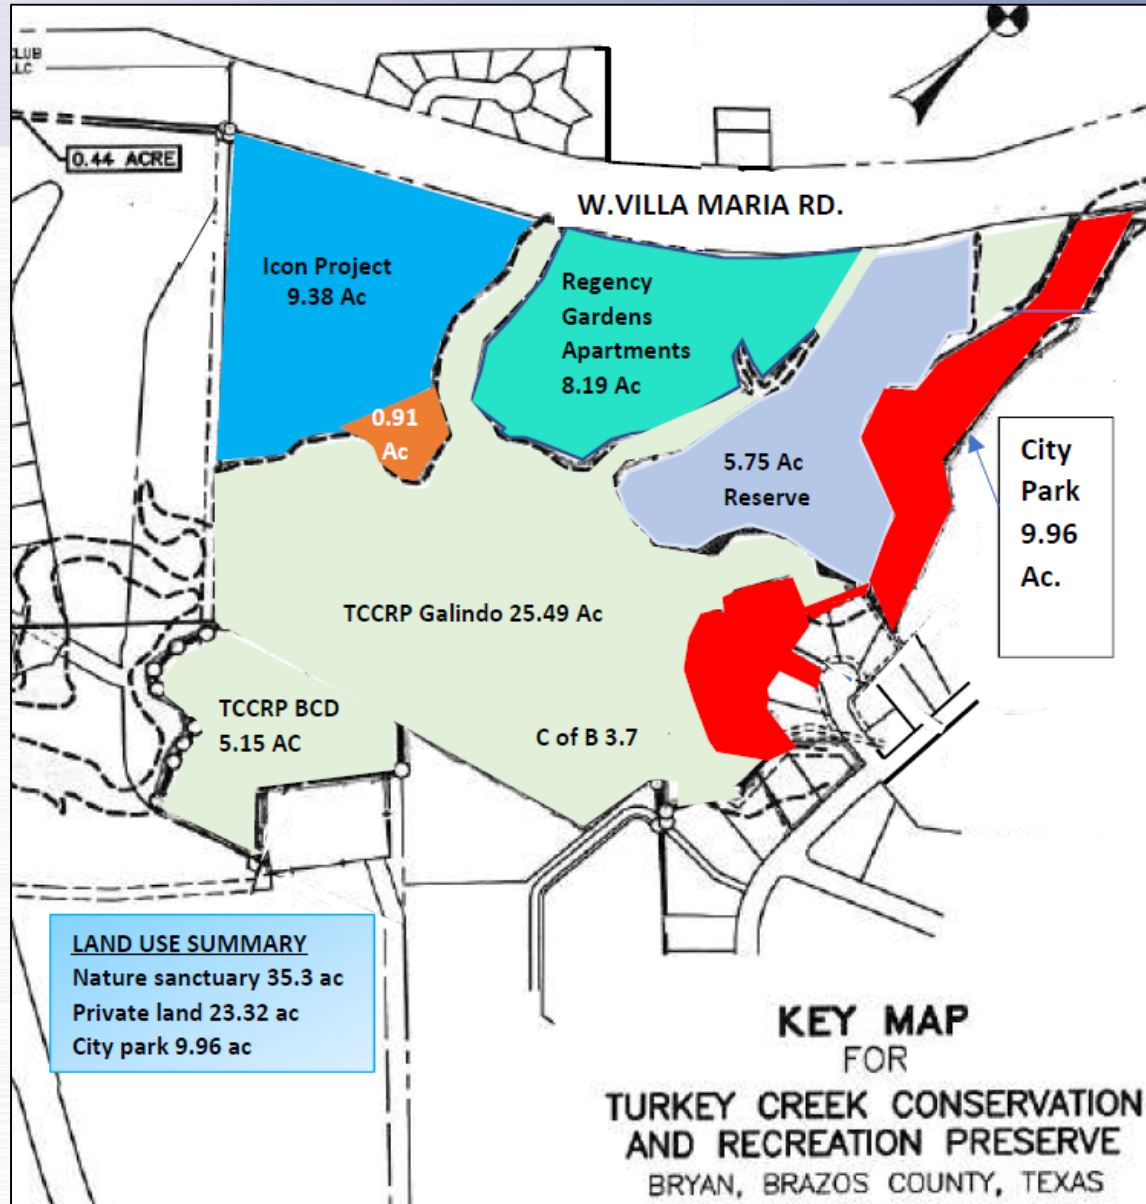 CLUB
LLC
0.44 ACRE
W.VILLA MARIA RD.
Icon Project
9.38 Ac
Regency
Gardens
Apartments
8.19 Ac
0.91
Ac
5.75 Ac
Reserve
City
Park
9.96
Ac.
TCCRP Galindo 25.49 Ac
TCCRP BCD
5.15 AC
C of B 3.7
LAND USE SUMMARY
Nature sanctuary 35.3 ac
Private land 23.32 ac
City park 9.96 ac
KEY MAP
FOR
TURKEY CREEK CONSERVATION
AND RECREATION PRESERVE
BRYAN, BRAZOS COUNTY, TEXAS